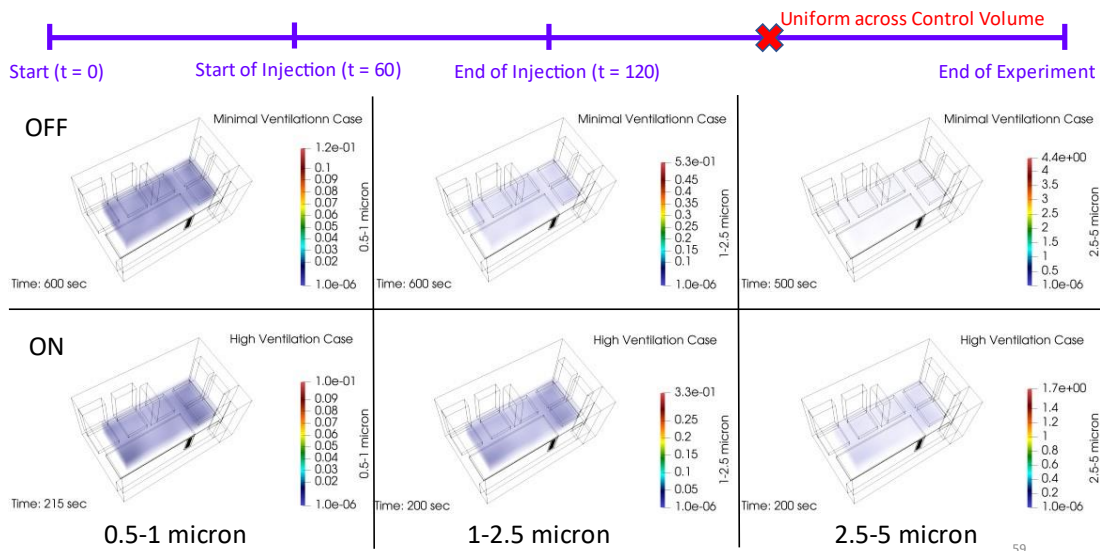 Uniform across Control Volume
Start (t = 0)
Start of Injection (t = 60)
End of Injection (t = 120)
End of Experiment
OFF
Minimal Ventilationn Case
1.2e-01
0.1
0.09
0.08
0.06
0.05
0.04
0.03
0.02
1.0e-06
0.5-1 micron
Time: 600 sec
Minimal Ventilationn Case
5.3e-01
0.45
0.4
0.35
0.3
0.25
0.2
0.15
0.1
1.0e-06
1-2.5 micron
Time: 600 sec
Minimal Ventilationn Case
4.4e+00
4
3.5
3
2.5
2
1.5
1
0.5
1.0e-06
2.5-5 micron
Time: 500 sec
ON
High Ventilation Case
1.0e-01
0.09
0.08
0.07
0.06
0.05
0.04
0.03
0.02
1.0e-06
0.5-1 micron
Time: 215 sec
High Ventilation Case
3.3e-01
0.25
0.2
0.15
0.1
0.05
1.0e-06
1-2.5 micron
Time: 200 sec
High Ventilation Case
1.7e+00
1.4
1.2
1
0.8
0.6
0.4
0.2
1.0e-06
2.5-5 micron
Time: 200 sec
0.5-1 micron
1-2.5 micron
2.5-5 micron
59